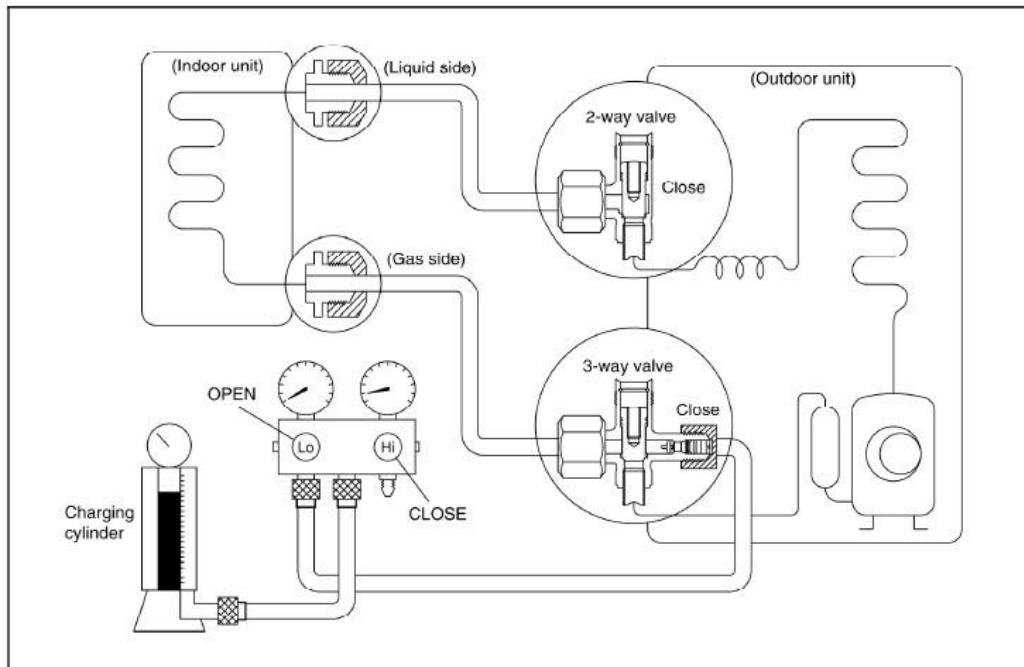 (Indoor unit)
(Liquid side)
(Outdoor unit)
2-way valve
Close
(Gas side)
3-way valve
Close
OPEN
Lo
Hi
CLOSE
Charging
cylinder